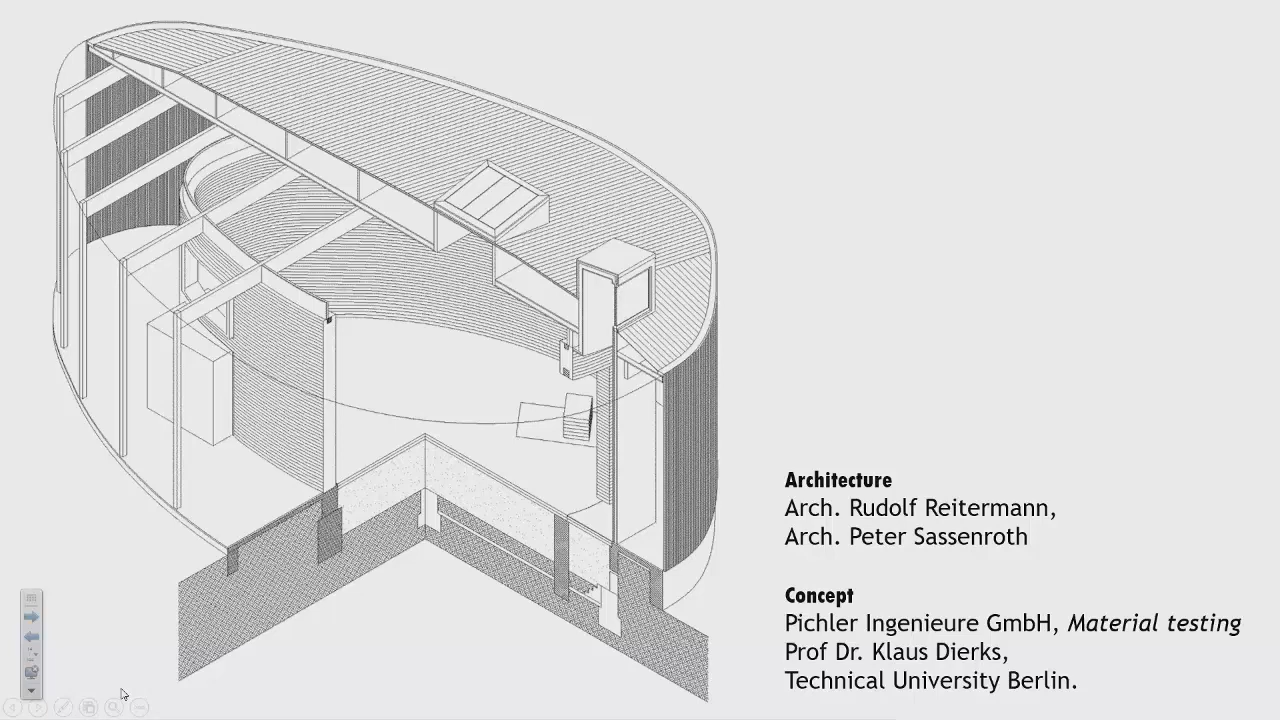 Architecture
Arch. Rudolf Reitermann,
Arch. Peter Sassenroth
Concept
Pichler Ingenieure GmbH, Material testing
Prof Dr. Klaus Dierks,
Technical University Berlin.